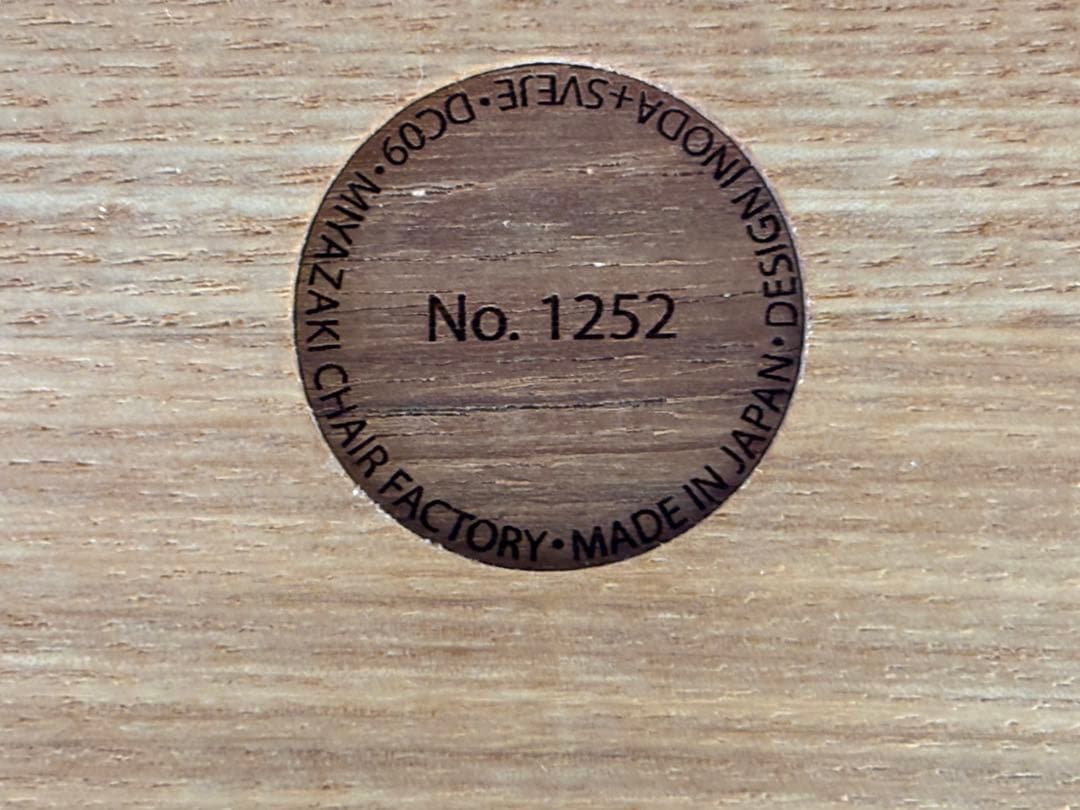 No. 1252
MIYAZAKI CHAIR FACTORY • MADE IN JAPAN • DESIGN INODA+SVEJE • DC09 •